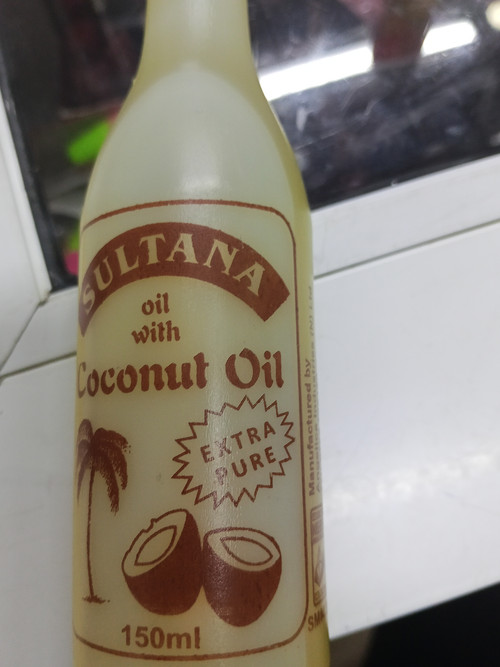 SULTANA
oil
with
Coconut Oil
EXTRA
PURE
150ml
Manufactured by